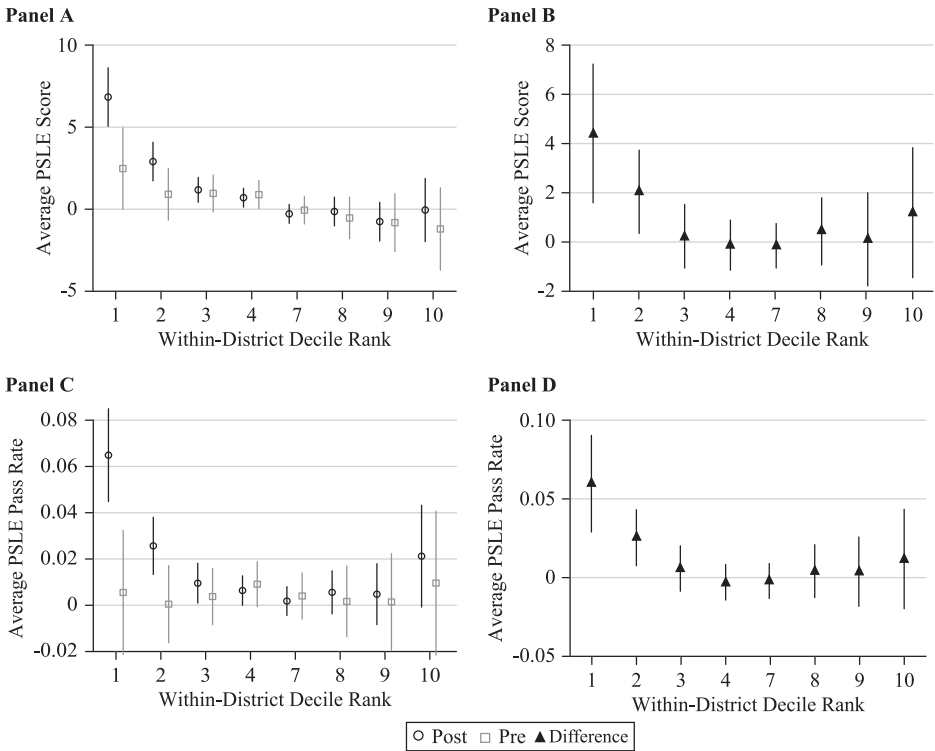 Panel A
Average PSLE Score
10
5
0
-5
1 2 3 4 7 8 9 10
Within-District Decile Rank
Panel B
Average PSLE Score
8
6
4
2
0
-2
1 2 3 4 7 8 9 10
Within-District Decile Rank
Panel C
Average PSLE Pass Rate
0.08
0.06
0.04
0.02
0
-0.02
1 2 3 4 7 8 9 10
Within-District Decile Rank
Panel D
Average PSLE Pass Rate
0.10
0.05
0
-0.05
1 2 3 4 7 8 9 10
Within-District Decile Rank
Post Pre Difference